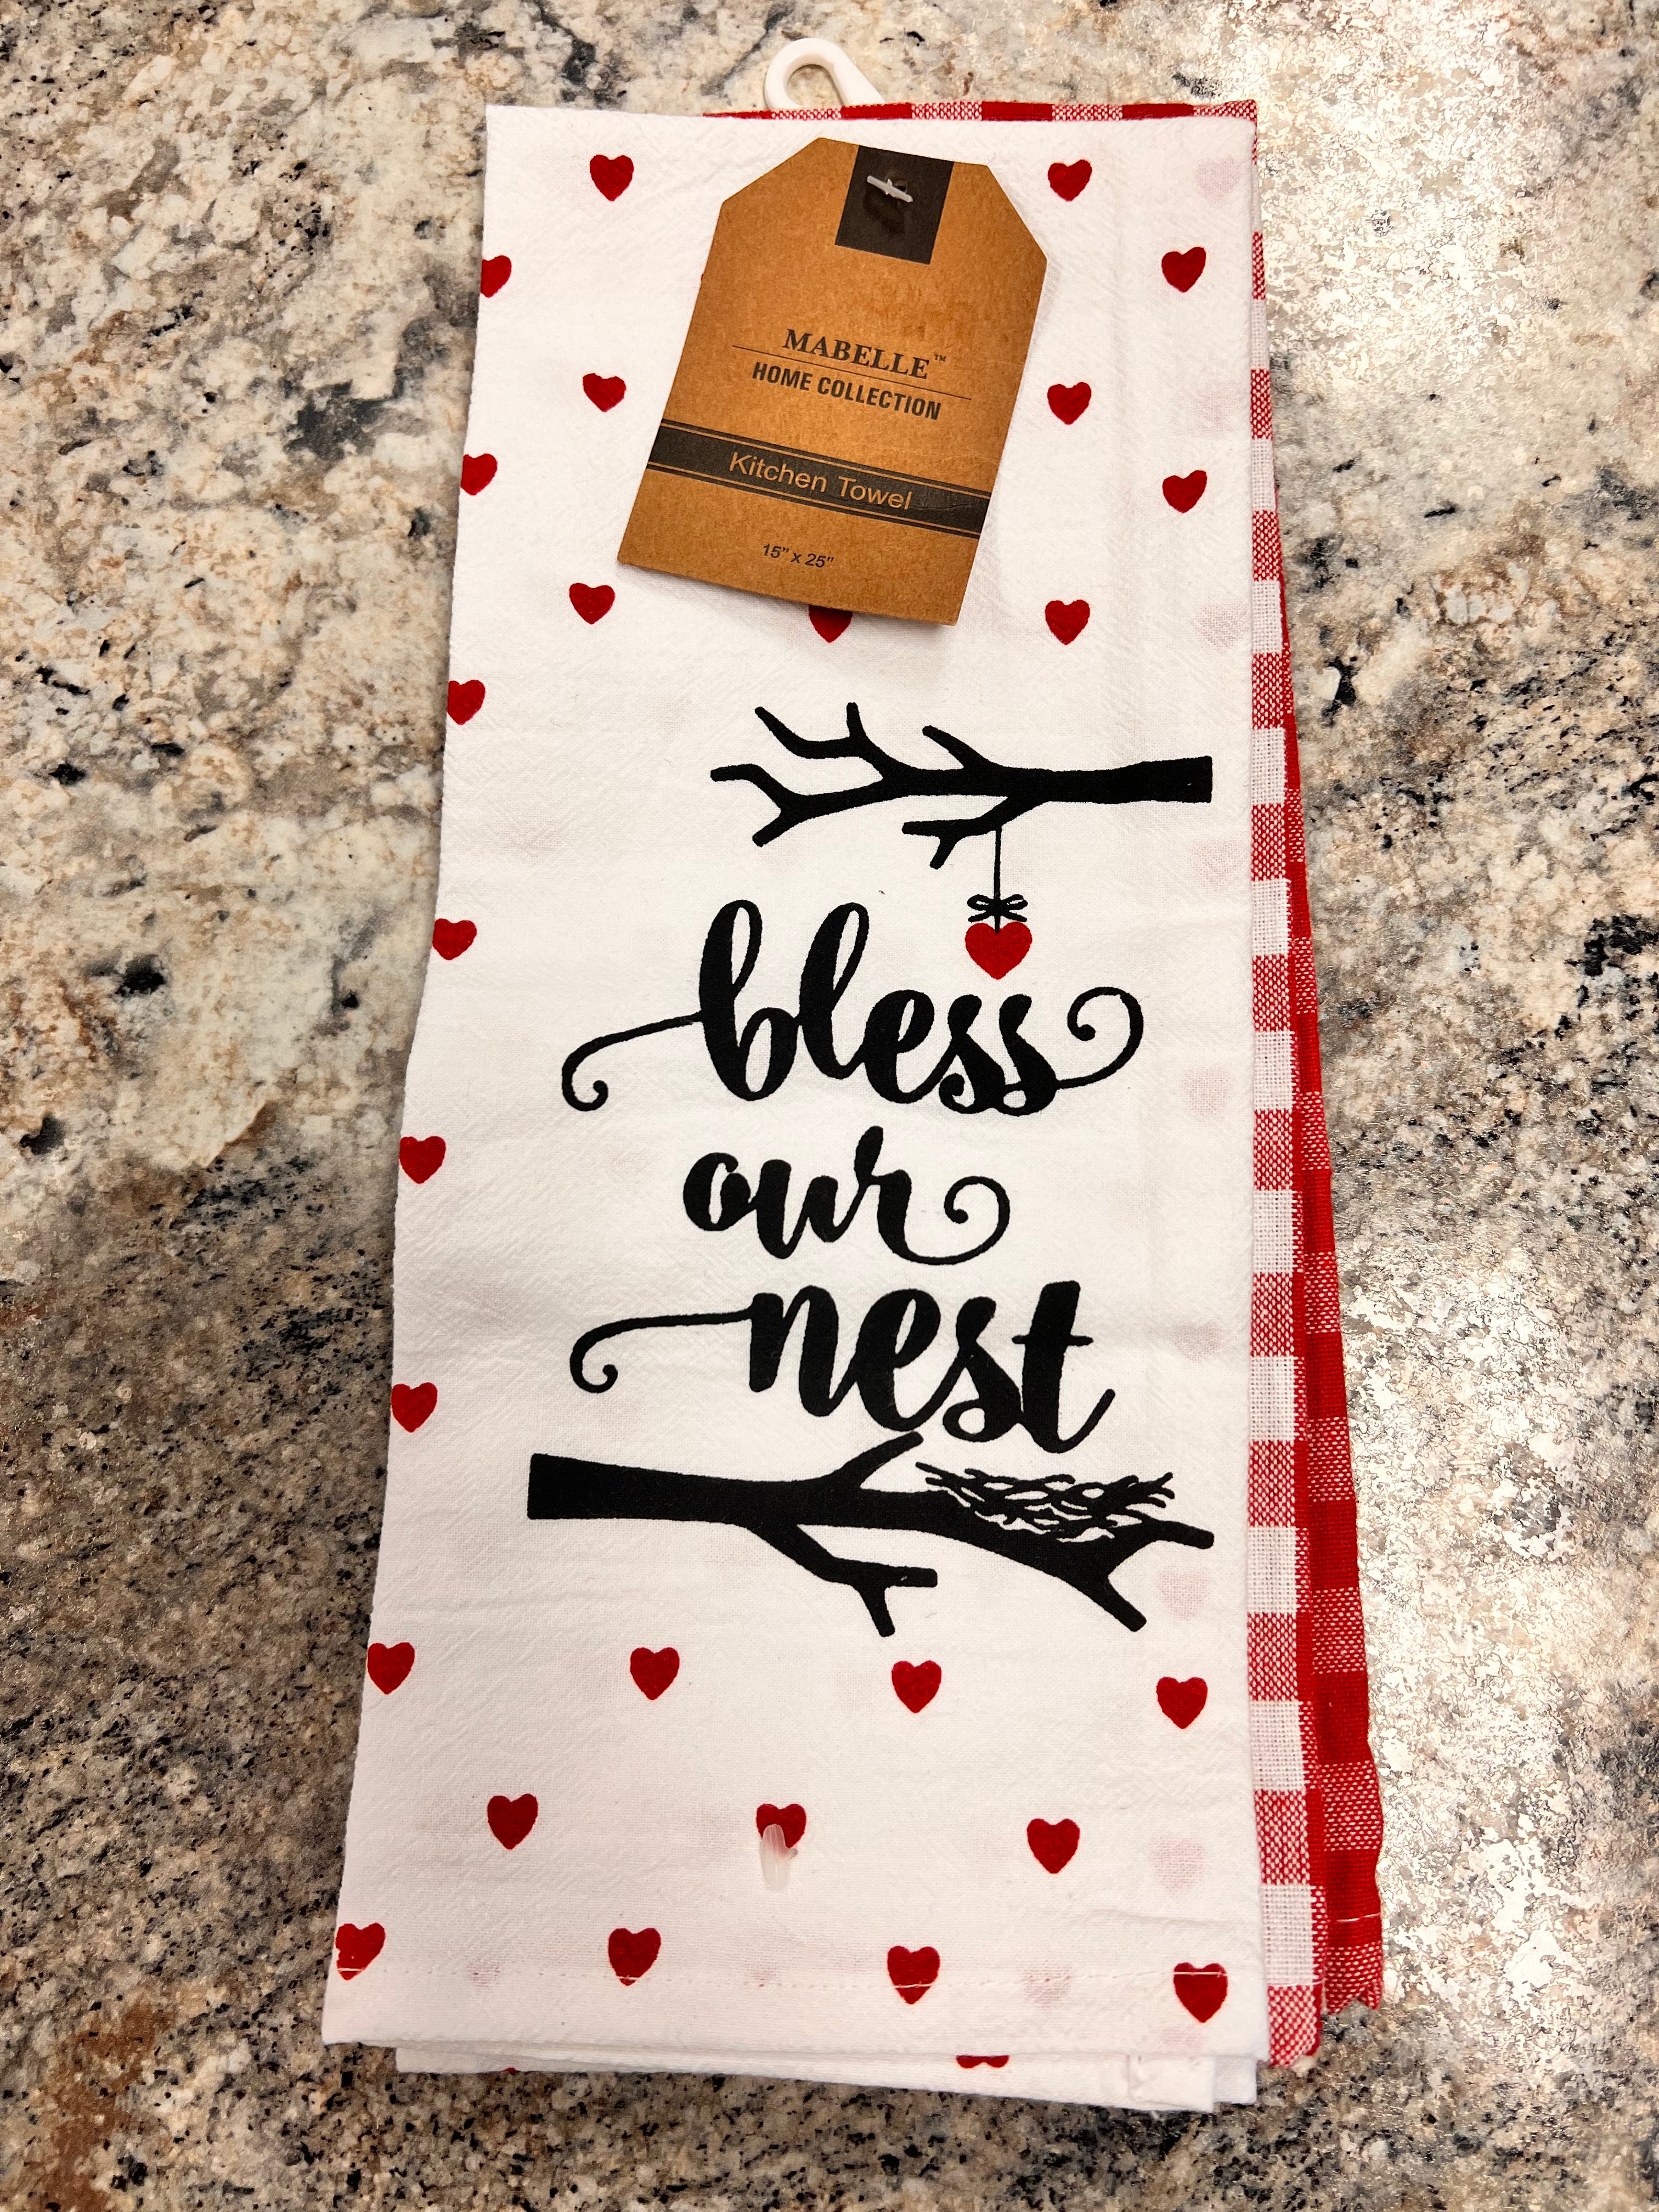 MABELLE™
HOME COLLECTION
Kitchen Towel
15" x 25"
bless
our
nest